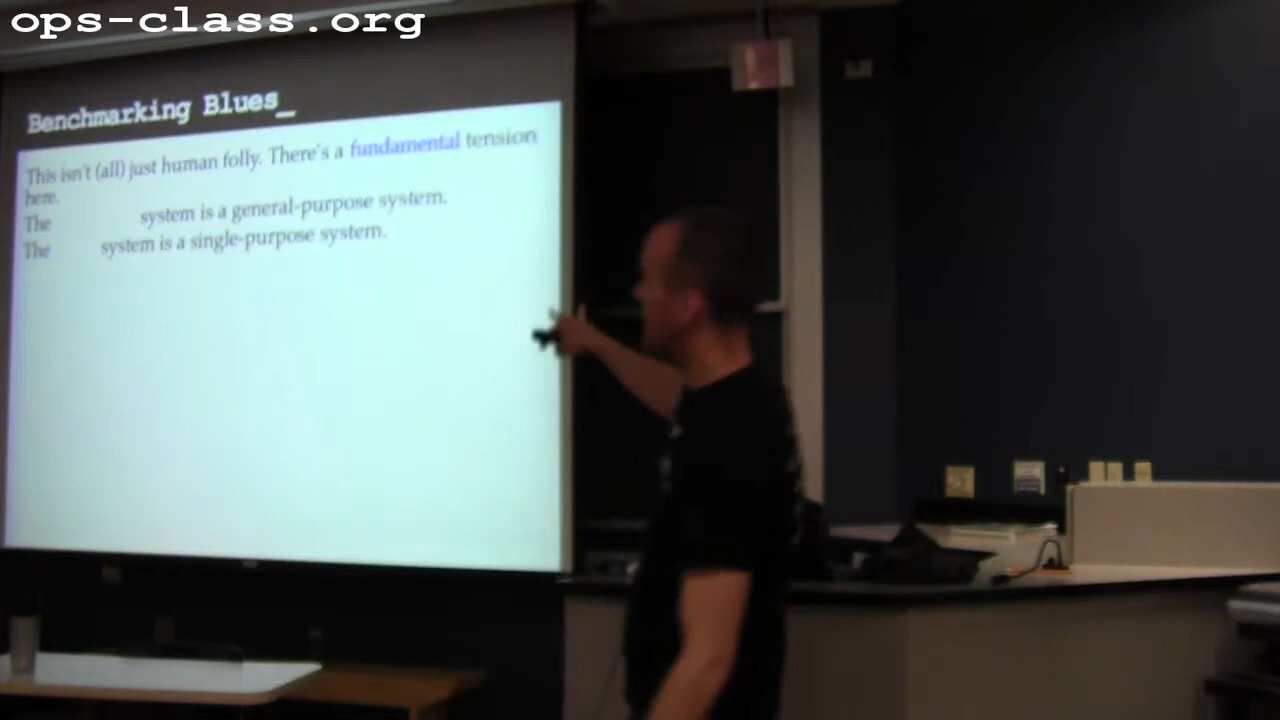 ops-class.org
Benchmarking Blues_
This isn't (all) just human folly. There's a fundamental tension
here.
The system is a general-purpose system.
The system is a single-purpose system.